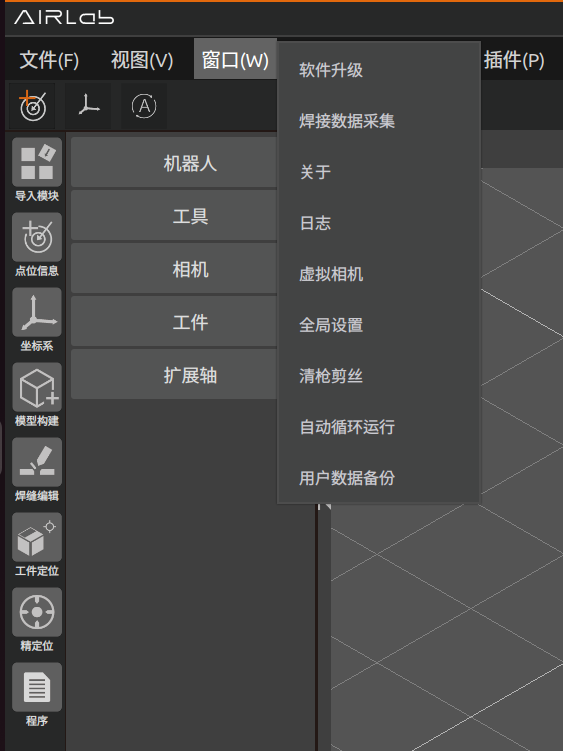 AIRLab
文件(F) 视图(V) 窗口(W) 插件(P)
软件升级
焊接数据采集
关于
日志
虚拟相机
全局设置
清枪剪丝
自动循环运行
用户数据备份
A
导入模块
点位信息
坐标系
模型构建
焊缝编辑
工件定位
精定位
程序
机器人
工具
相机
工件
扩展轴